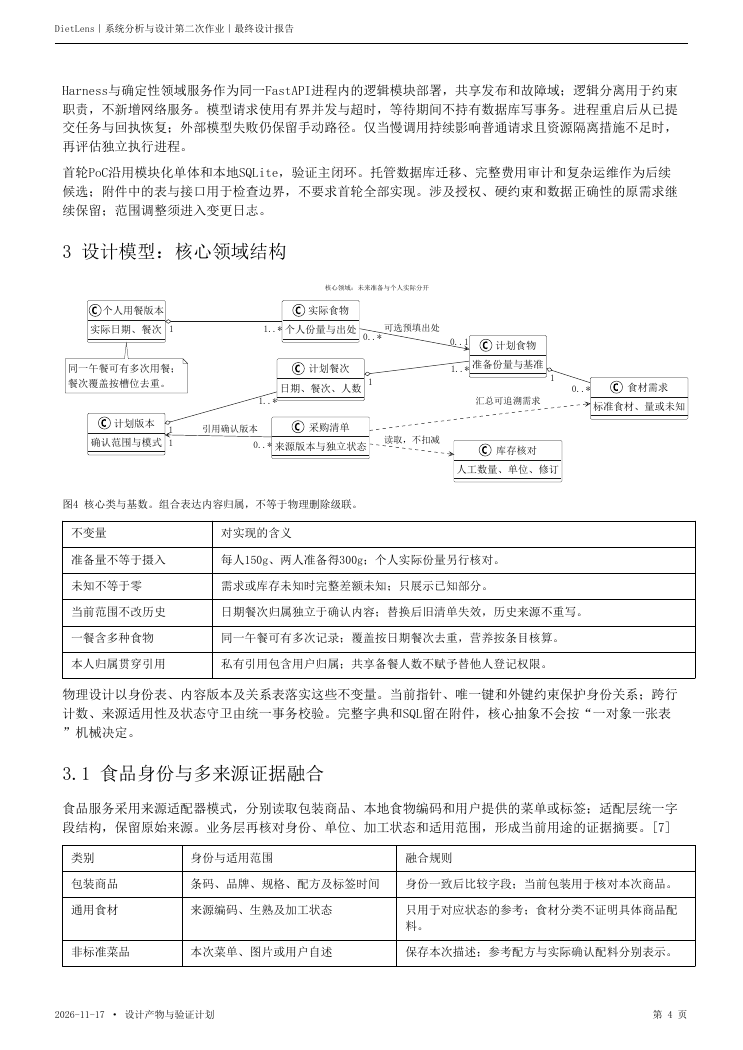 DietLens｜系统分析与设计第二次作业｜最终设计报告
Harness与确定性领域服务作为同一FastAPI进程内的逻辑模块部署，共享发布和故障域；逻辑分离用于约束
职责，不新增网络服务。模型请求使用有界并发与超时，等待期间不持有数据库写事务。进程重启后从已提
交任务与回执恢复；外部模型失败仍保留手动路径。仅当慢调用持续影响普通请求且资源隔离措施不足时，
再评估独立执行进程。
首轮PoC沿用模块化单体和本地SQLite，验证主闭环。托管数据库迁移、完整费用审计和复杂运维作为后续
候选；附件中的表与接口用于检查边界，不要求首轮全部实现。涉及授权、硬约束和数据正确性的原需求继
续保留；范围调整须进入变更日志。
3 设计模型：核心领域结构
核心领域：未来准备与个人实际分开
C 个人用餐版本
实际日期、餐次
1
1..*
C 实际食物
个人份量与出处
0..*
可选预填出处
0..1
C 计划食物
准备份量与基准
同一午餐可有多次用餐；
餐次覆盖按槽位去重。
C 计划餐次
日期、餐次、人数
1
1..*
1
0..*
C 食材需求
标准食材、量或未知
1..*
汇总可追溯需求
C 计划版本
确认范围与模式
1
1
引用确认版本
0..*
C 采购清单
来源版本与独立状态
读取，不扣减
C 库存核对
人工数量、单位、修订
图4 核心类与基数。组合表达内容归属，不等于物理删除级联。
不变量 对实现的含义
准备量不等于摄入 每人150g、两人准备得300g；个人实际份量另行核对。
未知不等于零 需求或库存未知时完整差额未知；只展示已知部分。
当前范围不改历史 日期餐次归属独立于确认内容；替换后旧清单失效，历史来源不重写。
一餐含多种食物 同一午餐可有多次记录；覆盖按日期餐次去重，营养按条目核算。
本人归属贯穿引用 私有引用包含用户归属；共享备餐人数不赋予替他人登记权限。
物理设计以身份表、内容版本及关系表落实这些不变量。当前指针、唯一键和外键约束保护身份关系；跨行
计数、来源适用性及状态守卫由统一事务校验。完整字典和SQL留在附件，核心抽象不会按“一对象一张表
”机械决定。
3.1 食品身份与多来源证据融合
食品服务采用来源适配器模式，分别读取包装商品、本地食物编码和用户提供的菜单或标签；适配层统一字
段结构，保留原始来源。业务层再核对身份、单位、加工状态和适用范围，形成当前用途的证据摘要。[7]
类别 身份与适用范围 融合规则
包装商品 条码、品牌、规格、配方及标签时间 身份一致后比较字段；当前包装用于核对本次商品。
通用食材 来源编码、生熟及加工状态 只用于对应状态的参考；食材分类不证明具体商品配
料。
非标准菜品 本次菜单、图片或用户自述 保存本次描述；参考配方与实际确认配料分别表示。
2026-11-17 • 设计产物与验证计划 第 4 页